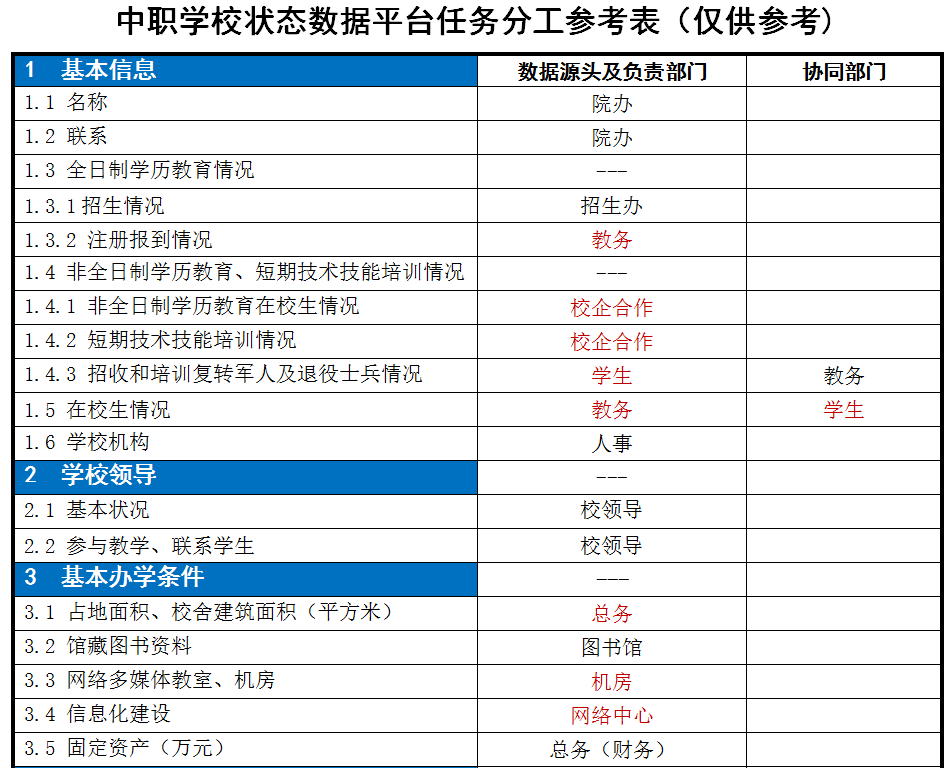 中职学校状态数据平台任务分工参考表（仅供参考）
1 基本信息 数据源头及负责部门 协同部门
1.1 名称 院办
1.2 联系 院办
1.3 全日制学历教育情况 ---
1.3.1招生情况 招生办
1.3.2 注册报到情况 教务
1.4 非全日制学历教育、短期技术技能培训情况 ---
1.4.1 非全日制学历教育在校生情况 校企合作
1.4.2 短期技术技能培训情况 校企合作
1.4.3 招收和培训复转军人及退役士兵情况 学生 教务
1.5 在校生情况 教务 学生
1.6 学校机构 人事
2 学校领导 ---
2.1 基本状况 校领导
2.2 参与教学、联系学生 校领导
3 基本办学条件 ---
3.1 占地面积、校舍建筑面积（平方米） 总务
3.2 馆藏图书资料 图书馆
3.3 网络多媒体教室、机房 机房
3.4 信息化建设 网络中心
3.5 固定资产（万元） 总务（财务）